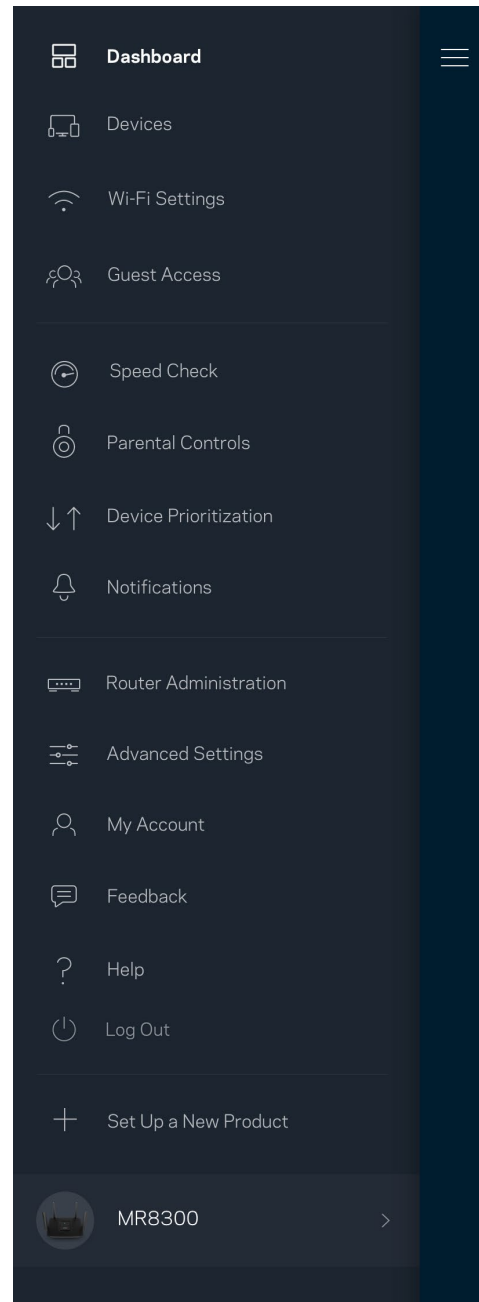 Dashboard
Devices
Wi-Fi Settings
Guest Access
Speed Check
Parental Controls
Device Prioritization
Notifications
Router Administration
Advanced Settings
My Account
Feedback
Help
Log Out
Set Up a New Product
MR8300